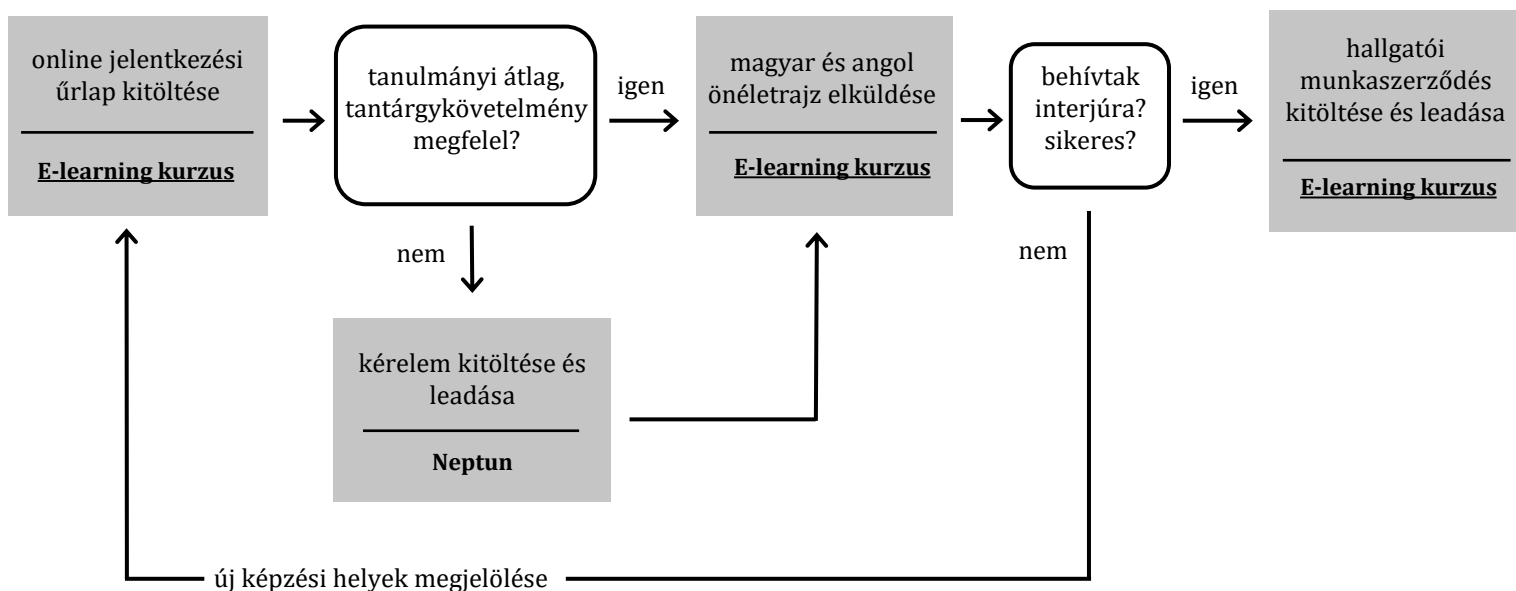 online jelentkezési
űrlap kitöltése
E-learning kurzus
tanulmányi átlag,
tantárgykövetelmény
megfelel?
igen
magyar és angol
önéletrajz elküldése
E-learning kurzus
behívtak
interjúra?
sikeres?
igen
hallgatói
munkaszerződés
kitöltése és leadása
E-learning kurzus
nem
nem
kérelem kitöltése és
leadása
Neptun
új képzési helyek megjelölése